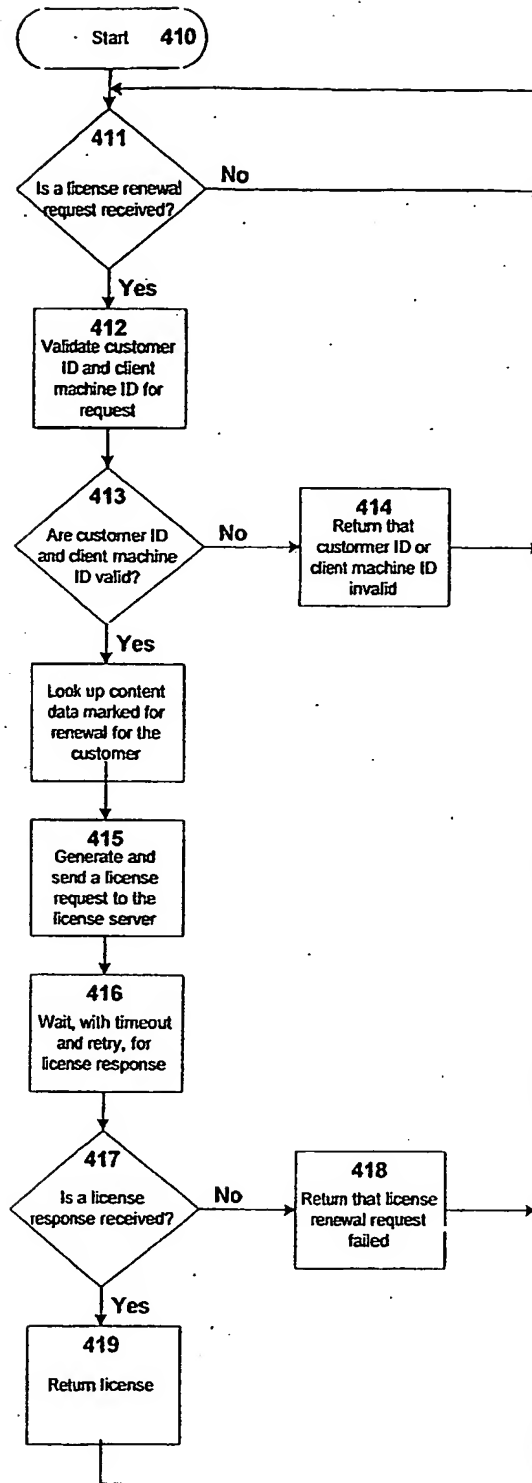 Start 410
411
Is a license renewal
request received?
No
Yes
412
Validate customer
ID and client
machine ID for
request
413
Are customer ID
and client machine
ID valid?
No
414
Return that
customer ID or
client machine ID
invalid
Yes
Look up content
data marked for
renewal for the
customer
415
Generate and
send a license
request to the
license server
416
Wait, with timeout
and retry, for
license response
417
Is a license
response received?
No
418
Return that license
renewal request
failed
Yes
419
Return license